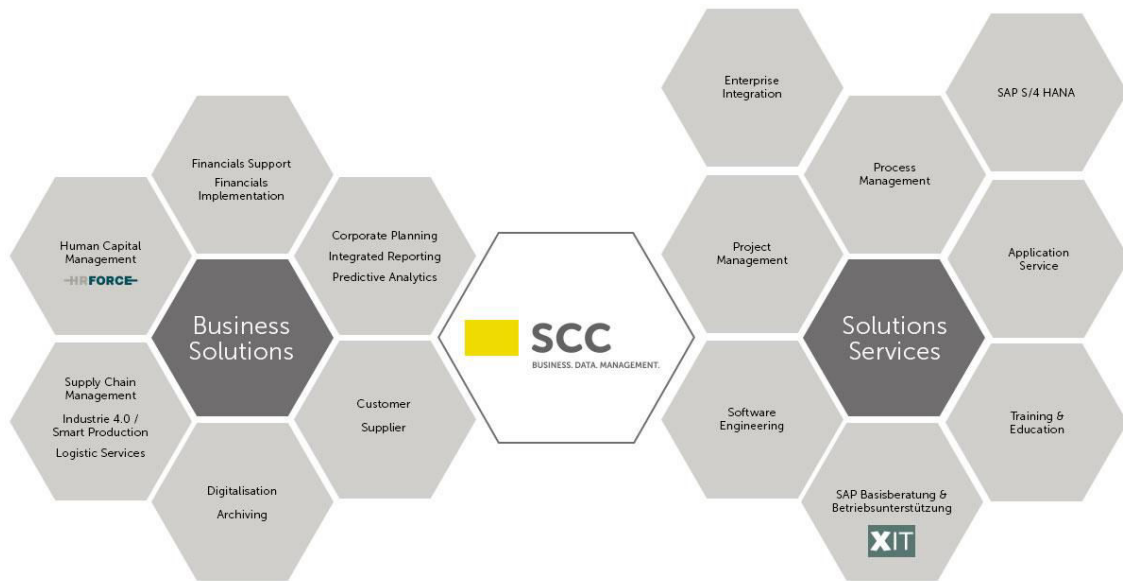 Financials Support
Financials
Implementation
Human Capital
Management
HRFORCE
Corporate Planning
Integrated Reporting
Predictive Analytics
Business
Solutions
Supply Chain
Management
Industrie 4.0 /
Smart Production
Logistic Services
Customer
Supplier
Digitalisation
Archiving
SCC
BUSINESS. DATA. MANAGEMENT.
Enterprise
Integration
SAP S/4 HANA
Process
Management
Project
Management
Application
Service
Solutions
Services
Software
Engineering
Training &
Education
SAP Basisberatung &
Betriebsunterstützung
XIT